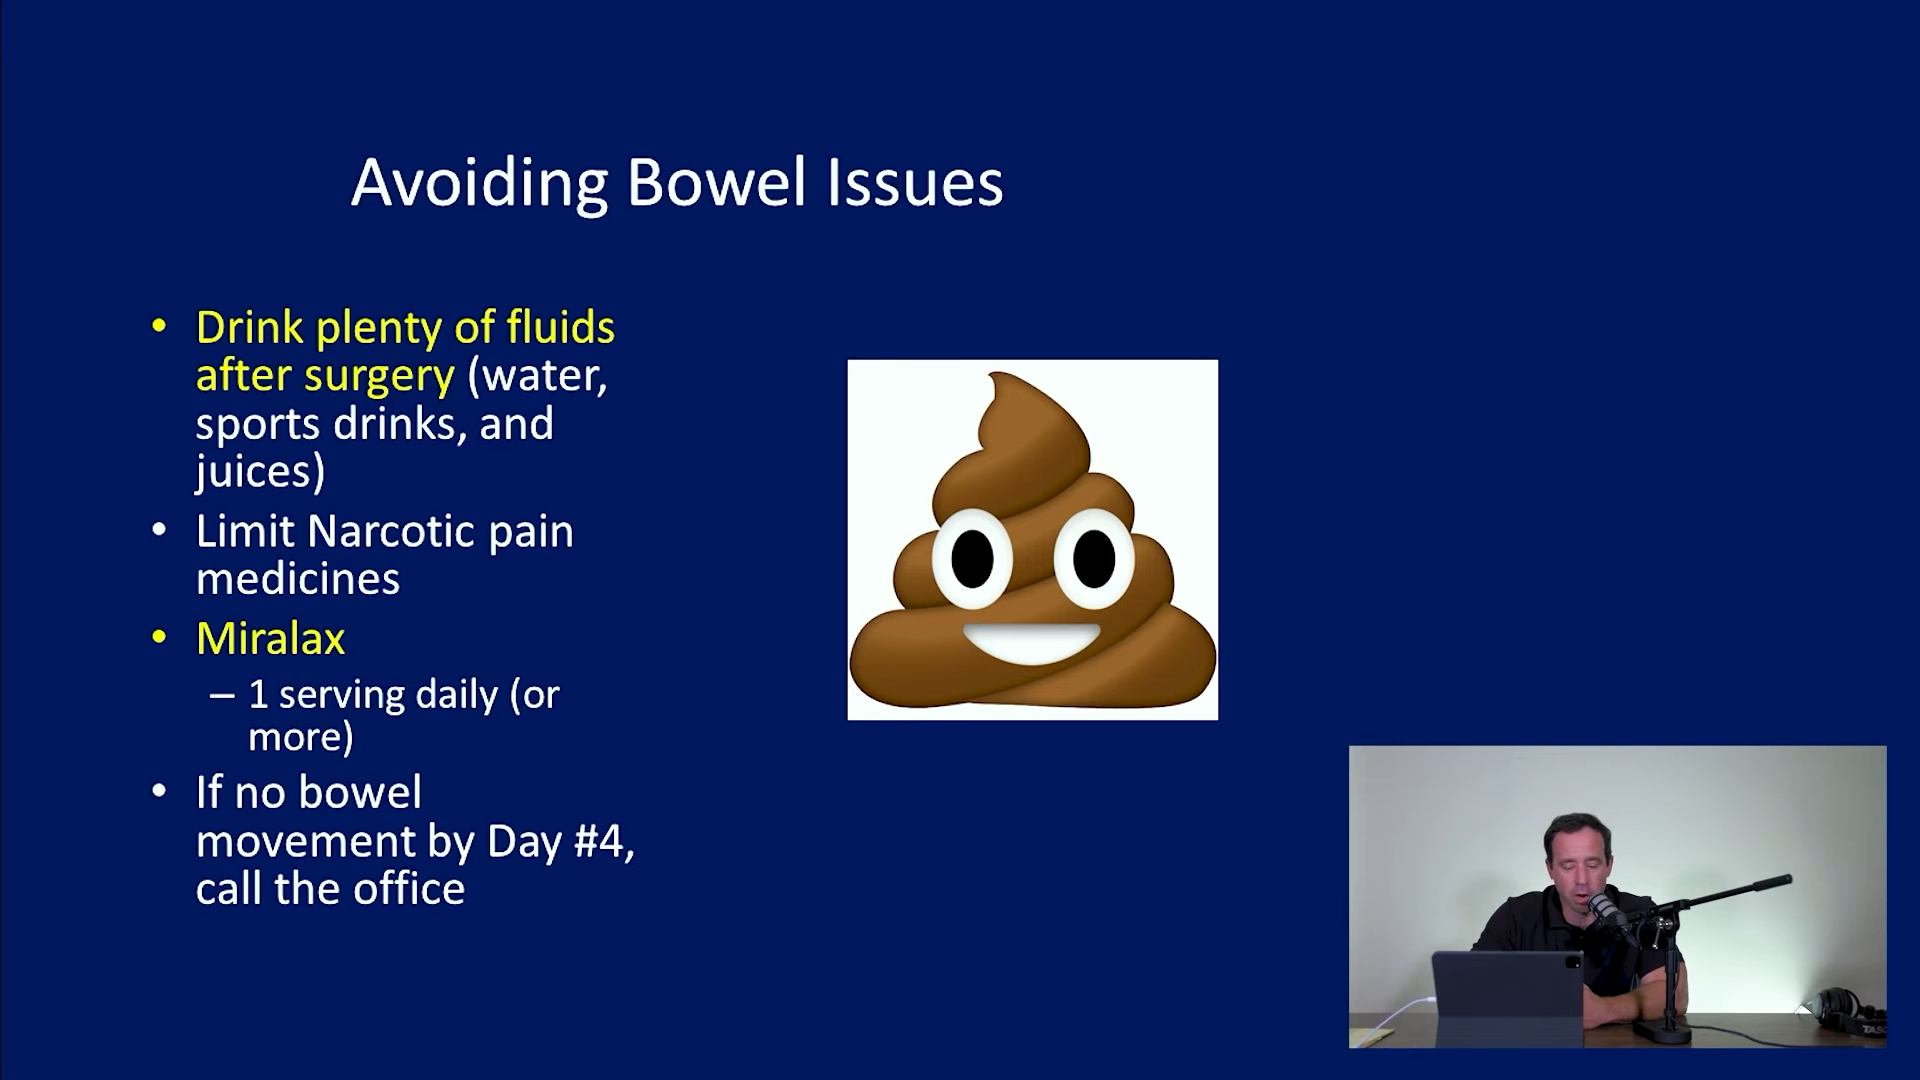 Avoiding Bowel Issues
• Drink plenty of fluids
after surgery (water,
sports drinks, and
juices)
• Limit Narcotic pain
medicines
• Miralax
– 1 serving daily (or
more)
• If no bowel
movement by Day #4,
call the office